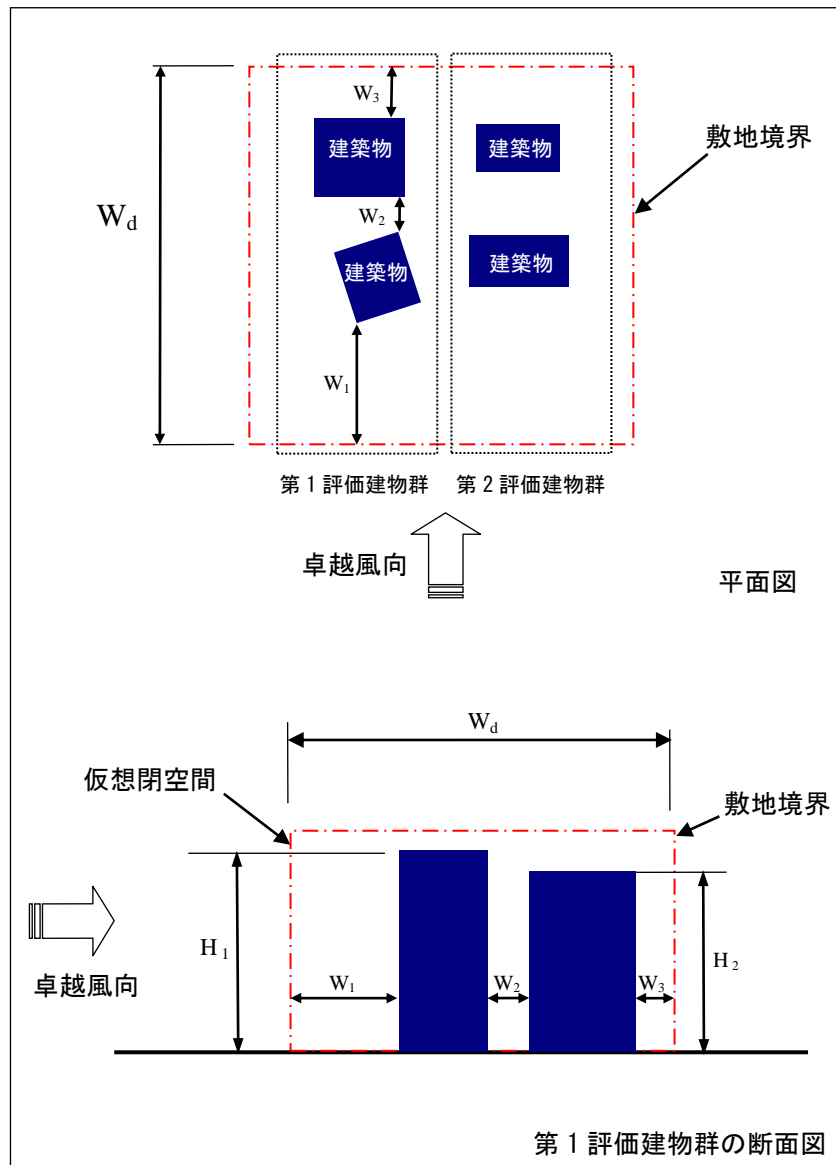 W3
建築物
建築物
敷地境界
Wd
W2
建築物
建築物
W1
第1評価建物群
第2評価建物群
卓越風向
平面図
Wd
仮想閉空間
敷地境界
H1
W1
W2
W3
H2
卓越風向
第1評価建物群の断面図